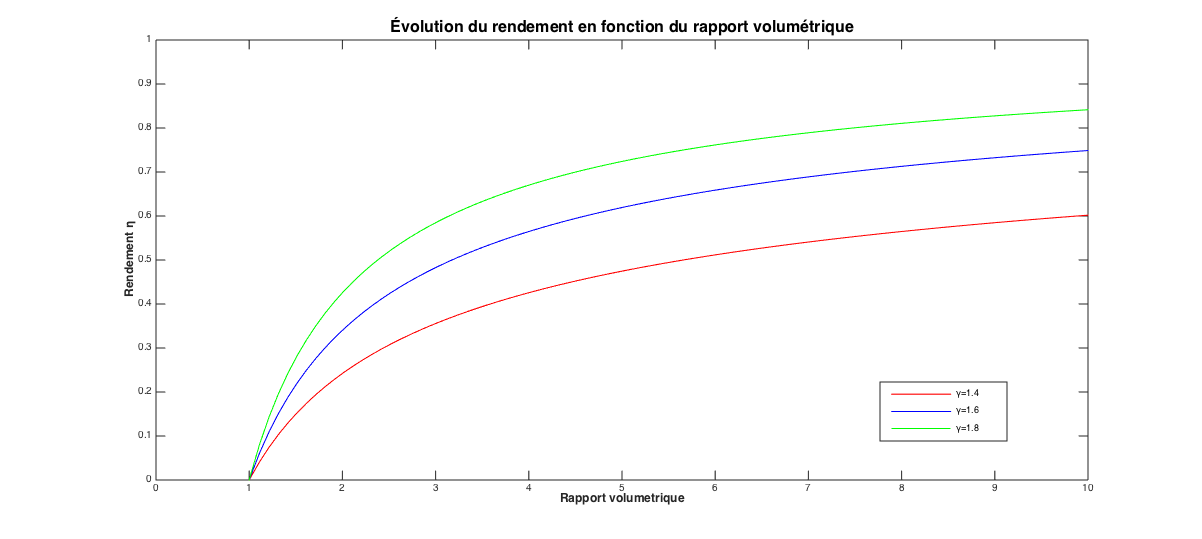 Évolution du rendement en fonction du rapport volumétrique
1
0.9
0.8
0.7
0.6
0.5
0.4
0.3
0.2
0.1
0
Rendement η
γ=1.4
γ=1.6
γ=1.8
0 1 2 3 4 5 6 7 8 9 10
Rapport volumetrique